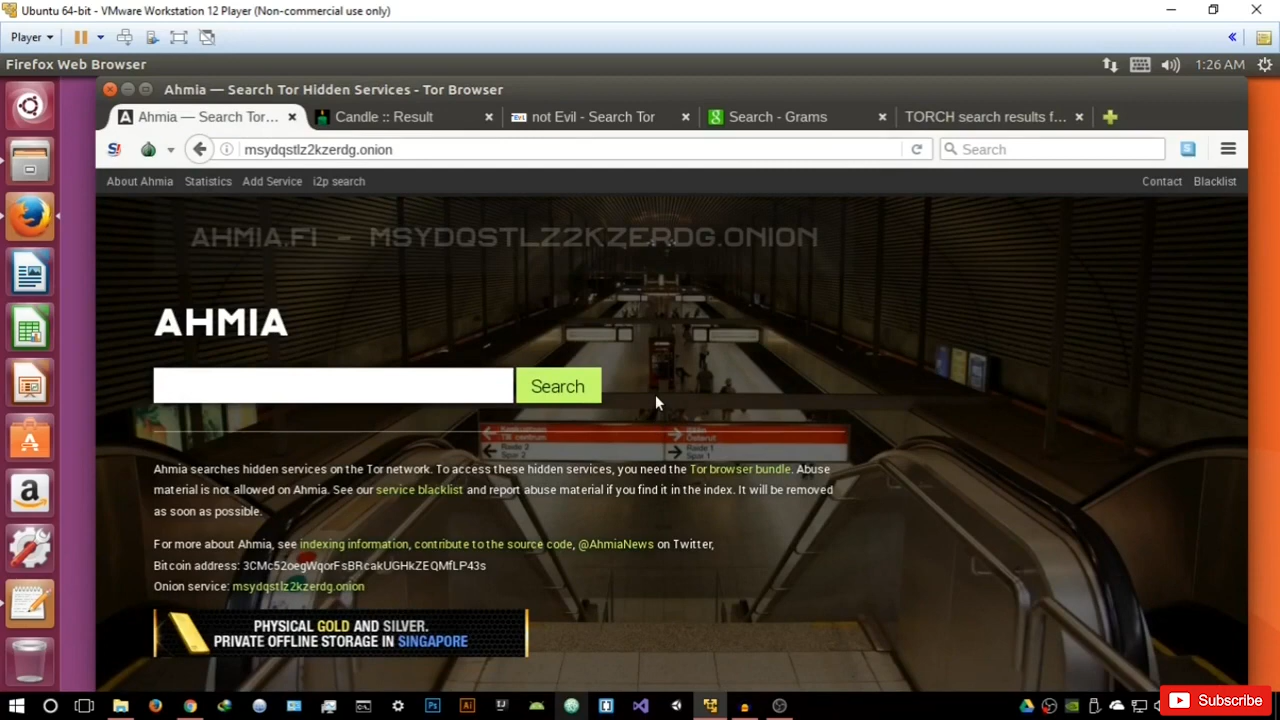 Ubuntu 64-bit - VMware Workstation 12 Player (Non-commercial use only)
Player
Firefox Web Browser
1:26 AM
Ahmia — Search Tor Hidden Services - Tor Browser
Ahmia — Search Tor...
Candle :: Result
not Evil - Search Tor
Search - Grams
TORCH search results f...
msydqstlz2kzerdg.onion
Search
About Ahmia
Statistics
Add Service
i2p search
Contact
Blacklist
AHMIA.FI - MSYDQSTLZ2KZERDG.ONION
AHMIA
Search
Ahmia searches hidden services on the Tor network. To access these hidden services, you need the Tor browser bundle. Abuse
material is not allowed on Ahmia. See our service blacklist and report abuse material if you find it in the index. It will be removed
as soon as possible.
For more about Ahmia, see indexing information, contribute to the source code, @AhmiaNews on Twitter,
Bitcoin address: 3CMc52oegWqorFsBRcakUGHkZEQMfLP43s
Onion service: msydqstlz2kzerdg.onion
PHYSICAL GOLD AND SILVER.
PRIVATE OFFLINE STORAGE IN SINGAPORE
Subscribe